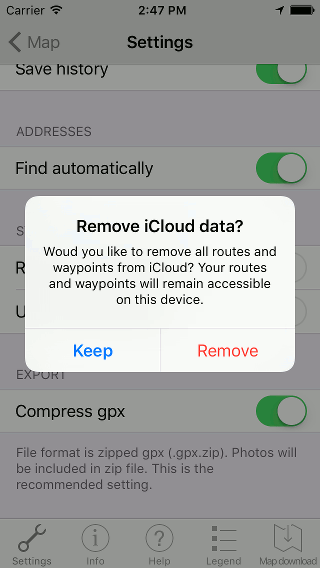 Carrier 2:47 PM
Map Settings
Save history
ADDRESSES
Find automatically
S
R
U
Remove iCloud data?
Woud you like to remove all routes and
waypoints from iCloud? Your routes
and waypoints will remain accessible
on this device.
Keep Remove
EXPORT
Compress gpx
File format is zipped gpx (.gpx.zip). Photos will
be included in zip file. This is the
recommended setting.
Settings Info Help Legend Map download